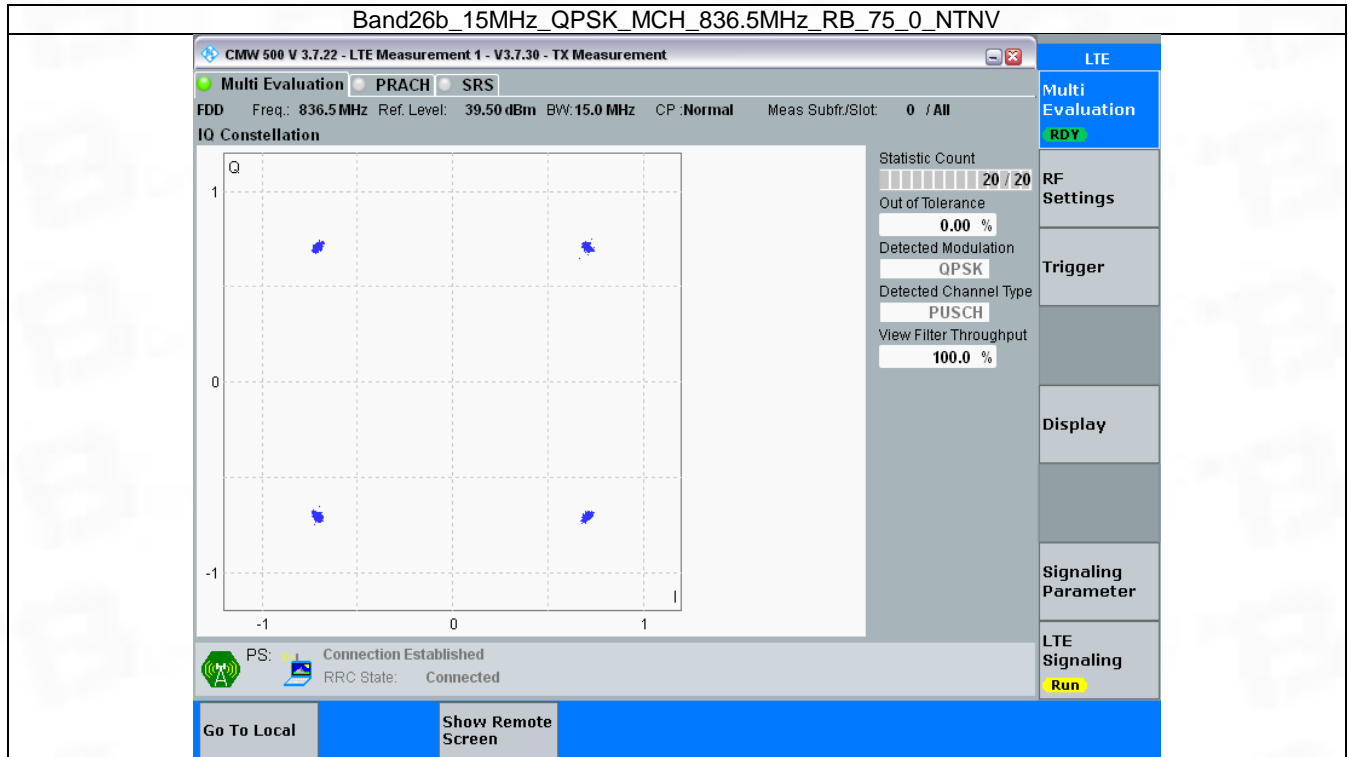 Band26b_15MHz_QPSK_MCH_836.5MHz_RB_75_0_NTNV
CMW 500 V 3.7.22 - LTE Measurement 1 - V3.7.30 - TX Measurement
LTE
Multi Evaluation PRACH SRS
Multi
Evaluation
RDY
FDD Freq.: 836.5 MHz Ref. Level: 39.50 dBm BW: 15.0 MHz CP :Normal Meas Subfr./Slot: 0 / All
IQ Constellation
Q
1
0
-1
I
-1 0 1
Statistic Count
20 / 20
Out of Tolerance
0.00 %
Detected Modulation
QPSK
Detected Channel Type
PUSCH
View Filter Throughput
100.0 %
RF
Settings
Trigger
Display
Signaling
Parameter
LTE
Signaling
Run
PS: Connection Established
RRC State: Connected
Go To Local
Show Remote
Screen